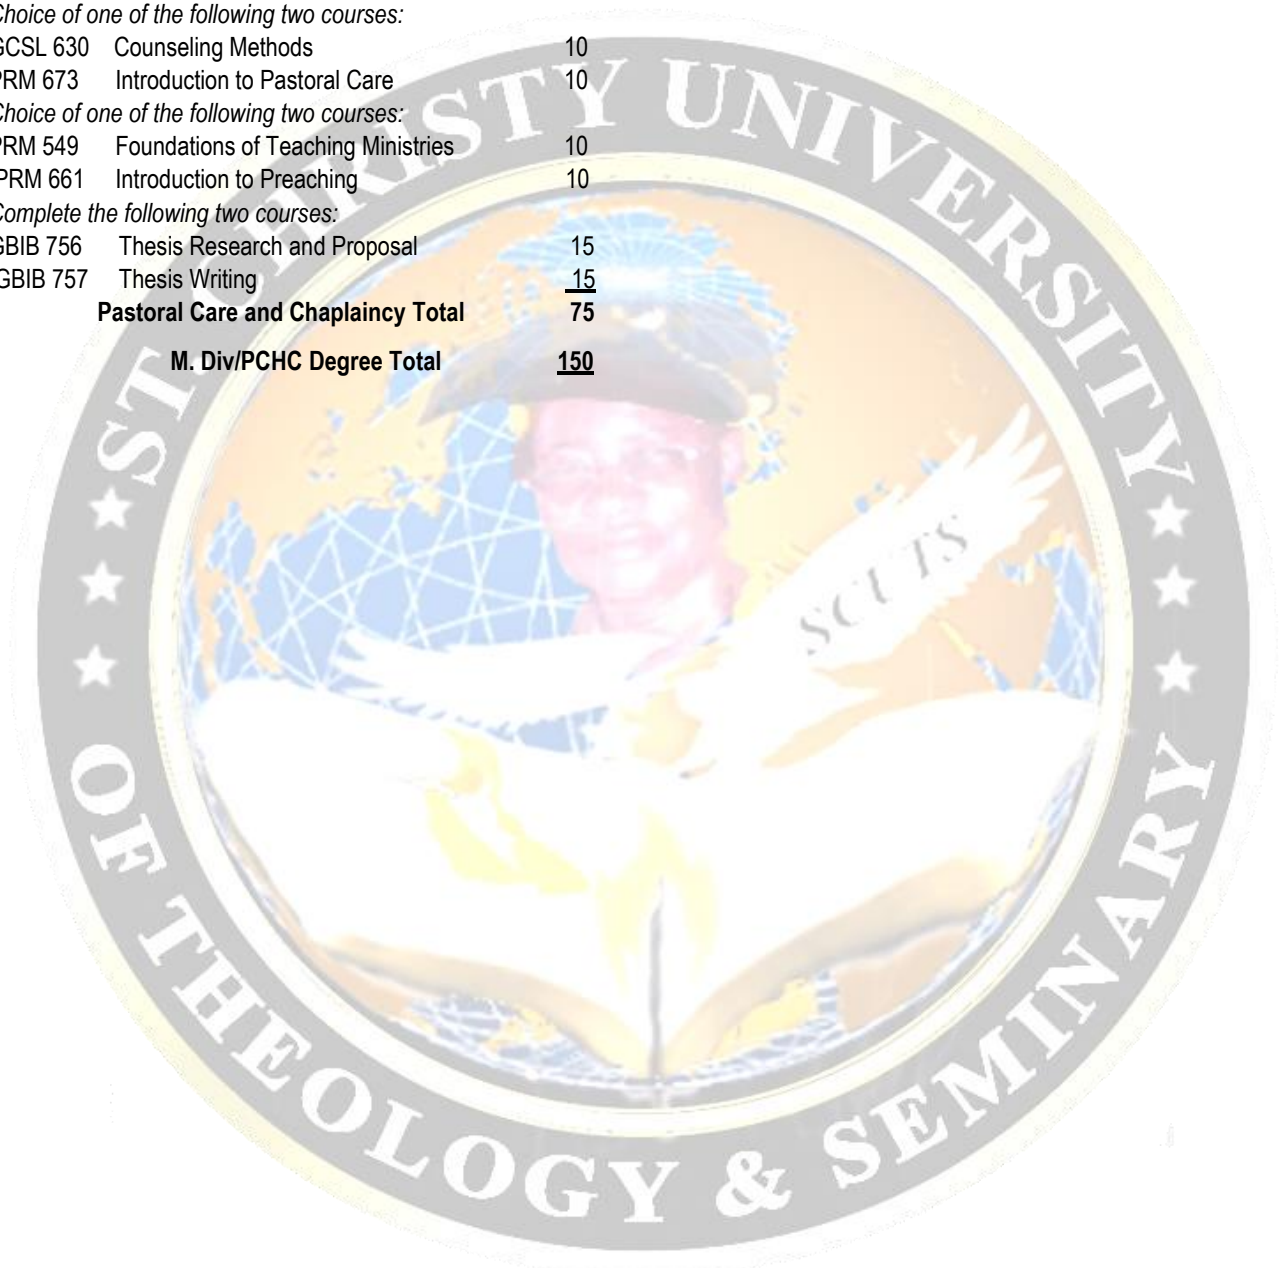 Choice of one of the following two courses:
GCSL 630 Counseling Methods 10
PRM 673 Introduction to Pastoral Care 10
Choice of one of the following two courses:
PRM 549 Foundations of Teaching Ministries 10
PRM 661 Introduction to Preaching 10
Complete the following two courses:
GBIB 756 Thesis Research and Proposal 15
GBIB 757 Thesis Writing 15
Pastoral Care and Chaplaincy Total 75
M. Div/PCHC Degree Total 150
ST. CHRISTY UNIVERSITY
SCUTS
OF THEOLOGY & SEMINARY